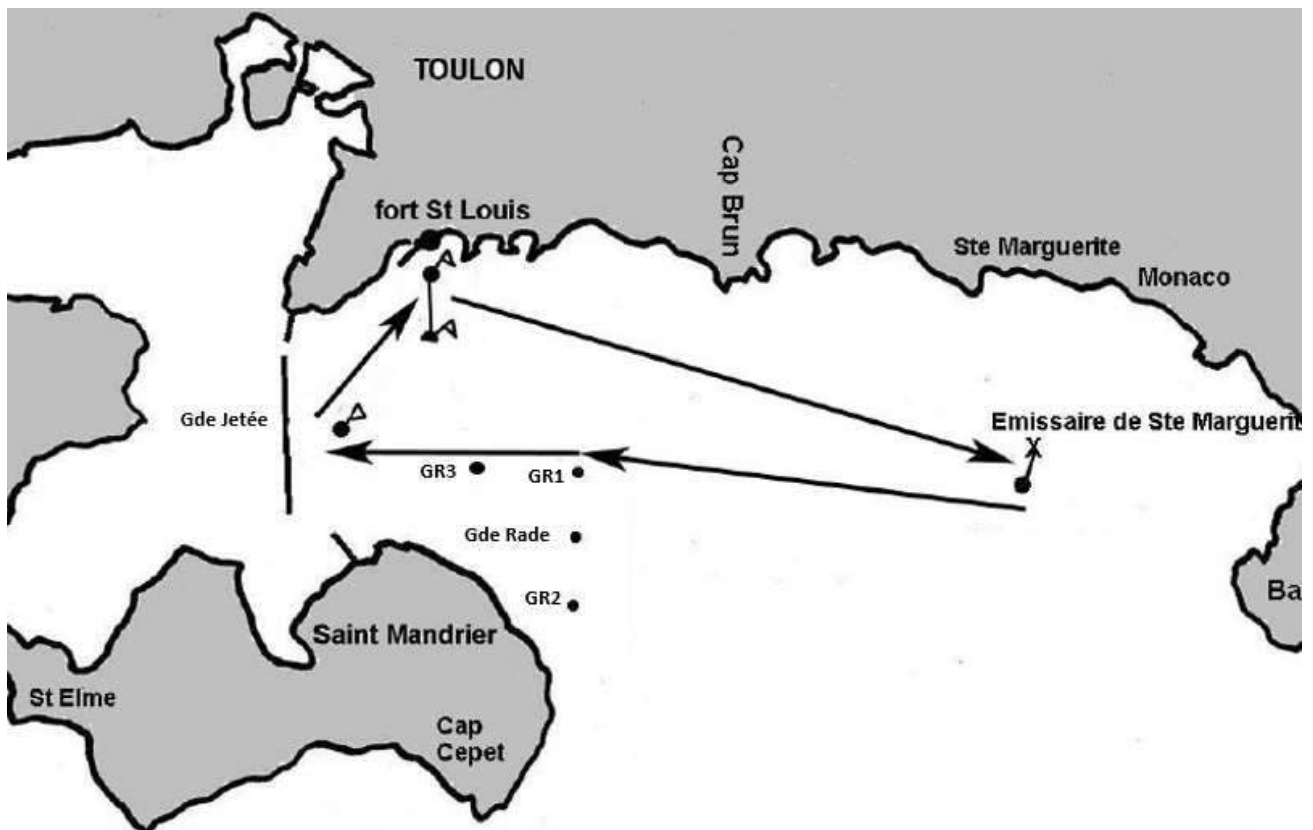 TOULON
fort St Louis
Cap Brun
Ste Marguerite
Monaco
Gde Jetée
Emissaire de Ste Marguerit
X
GR3
GR1
Gde Rade
GR2
Ba
Saint Mandrier
St Elme
Cap
Cepet